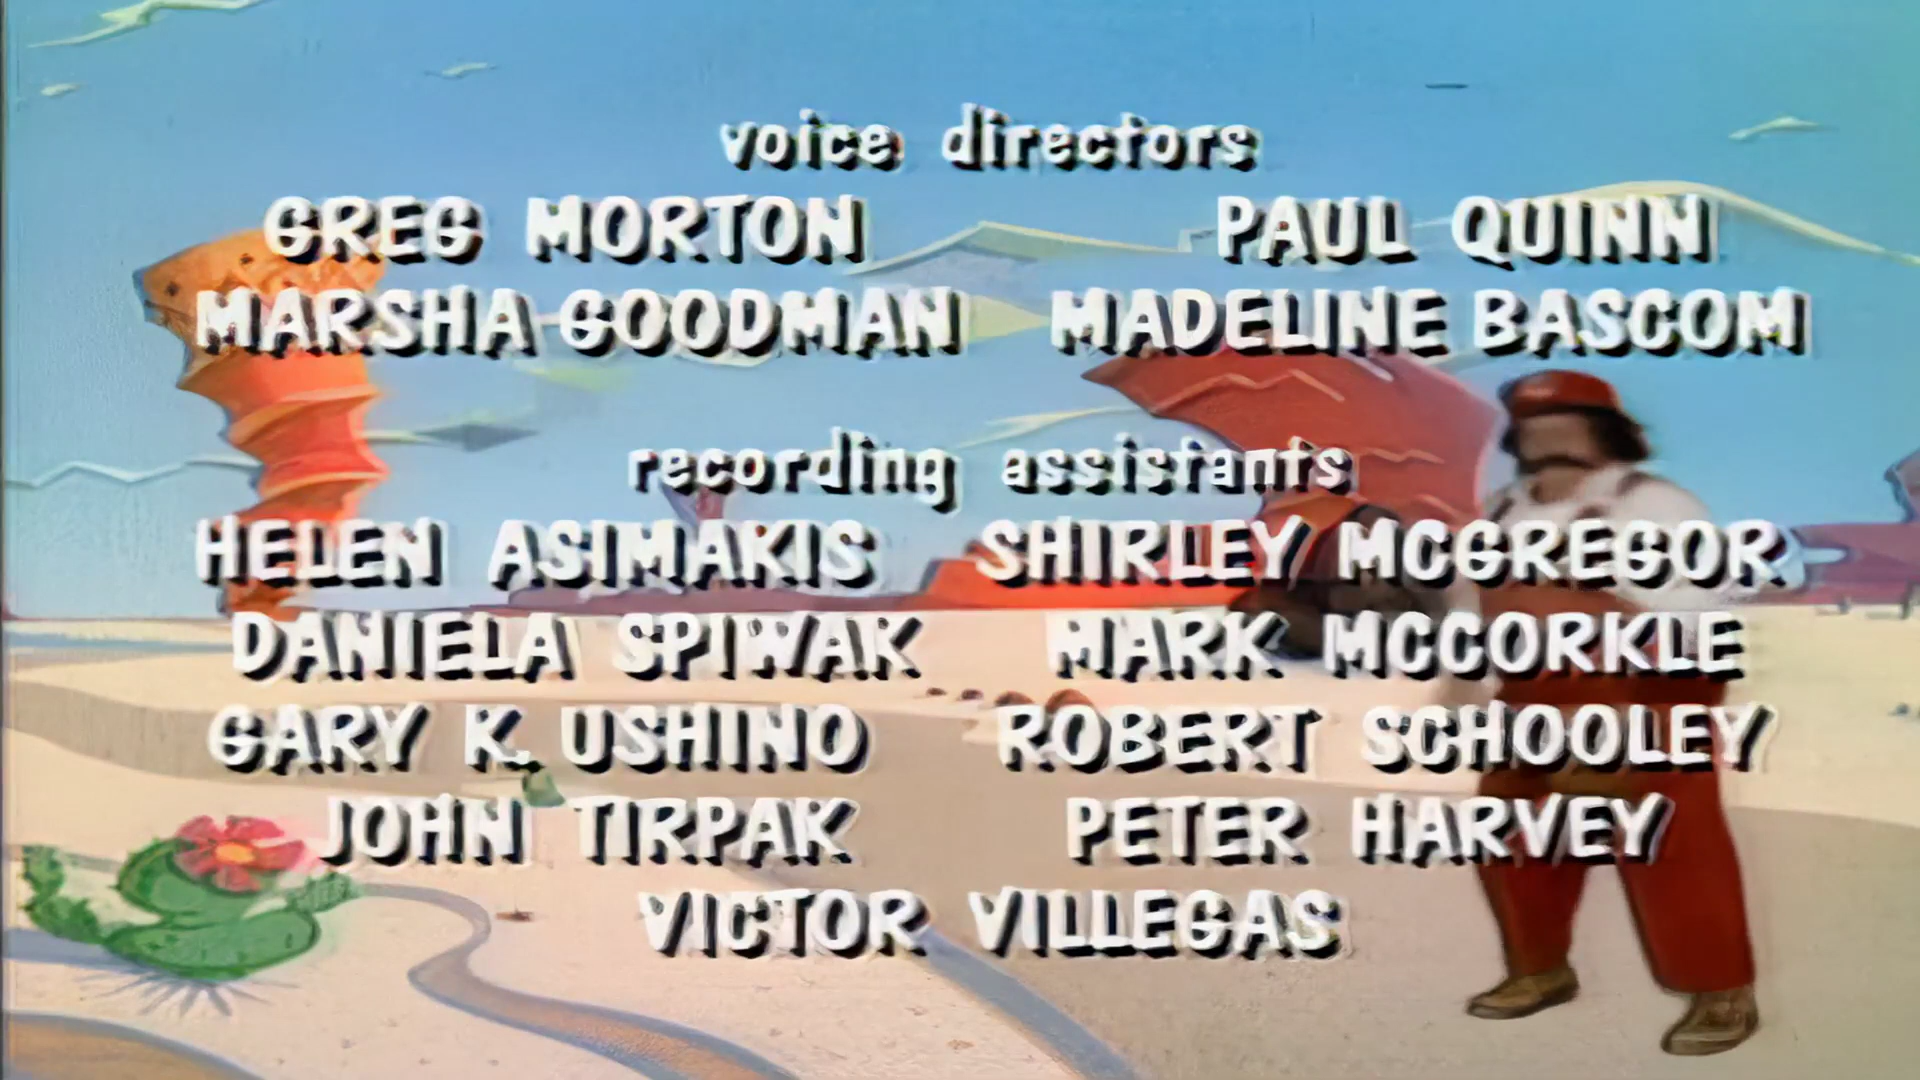 voice directors
GREG MORTON PAUL QUINN
MARSHA GOODMAN MADELINE BASCOM
recording assistants
HELEN ASIMAKIS SHIRLEY MCGREGOR
DANIELA SPIWAK MARK MCCORKLE
GARY K. USHINO ROBERT SCHOOLEY
JOHN TIRPAK PETER HARVEY
VICTOR VILLEGAS